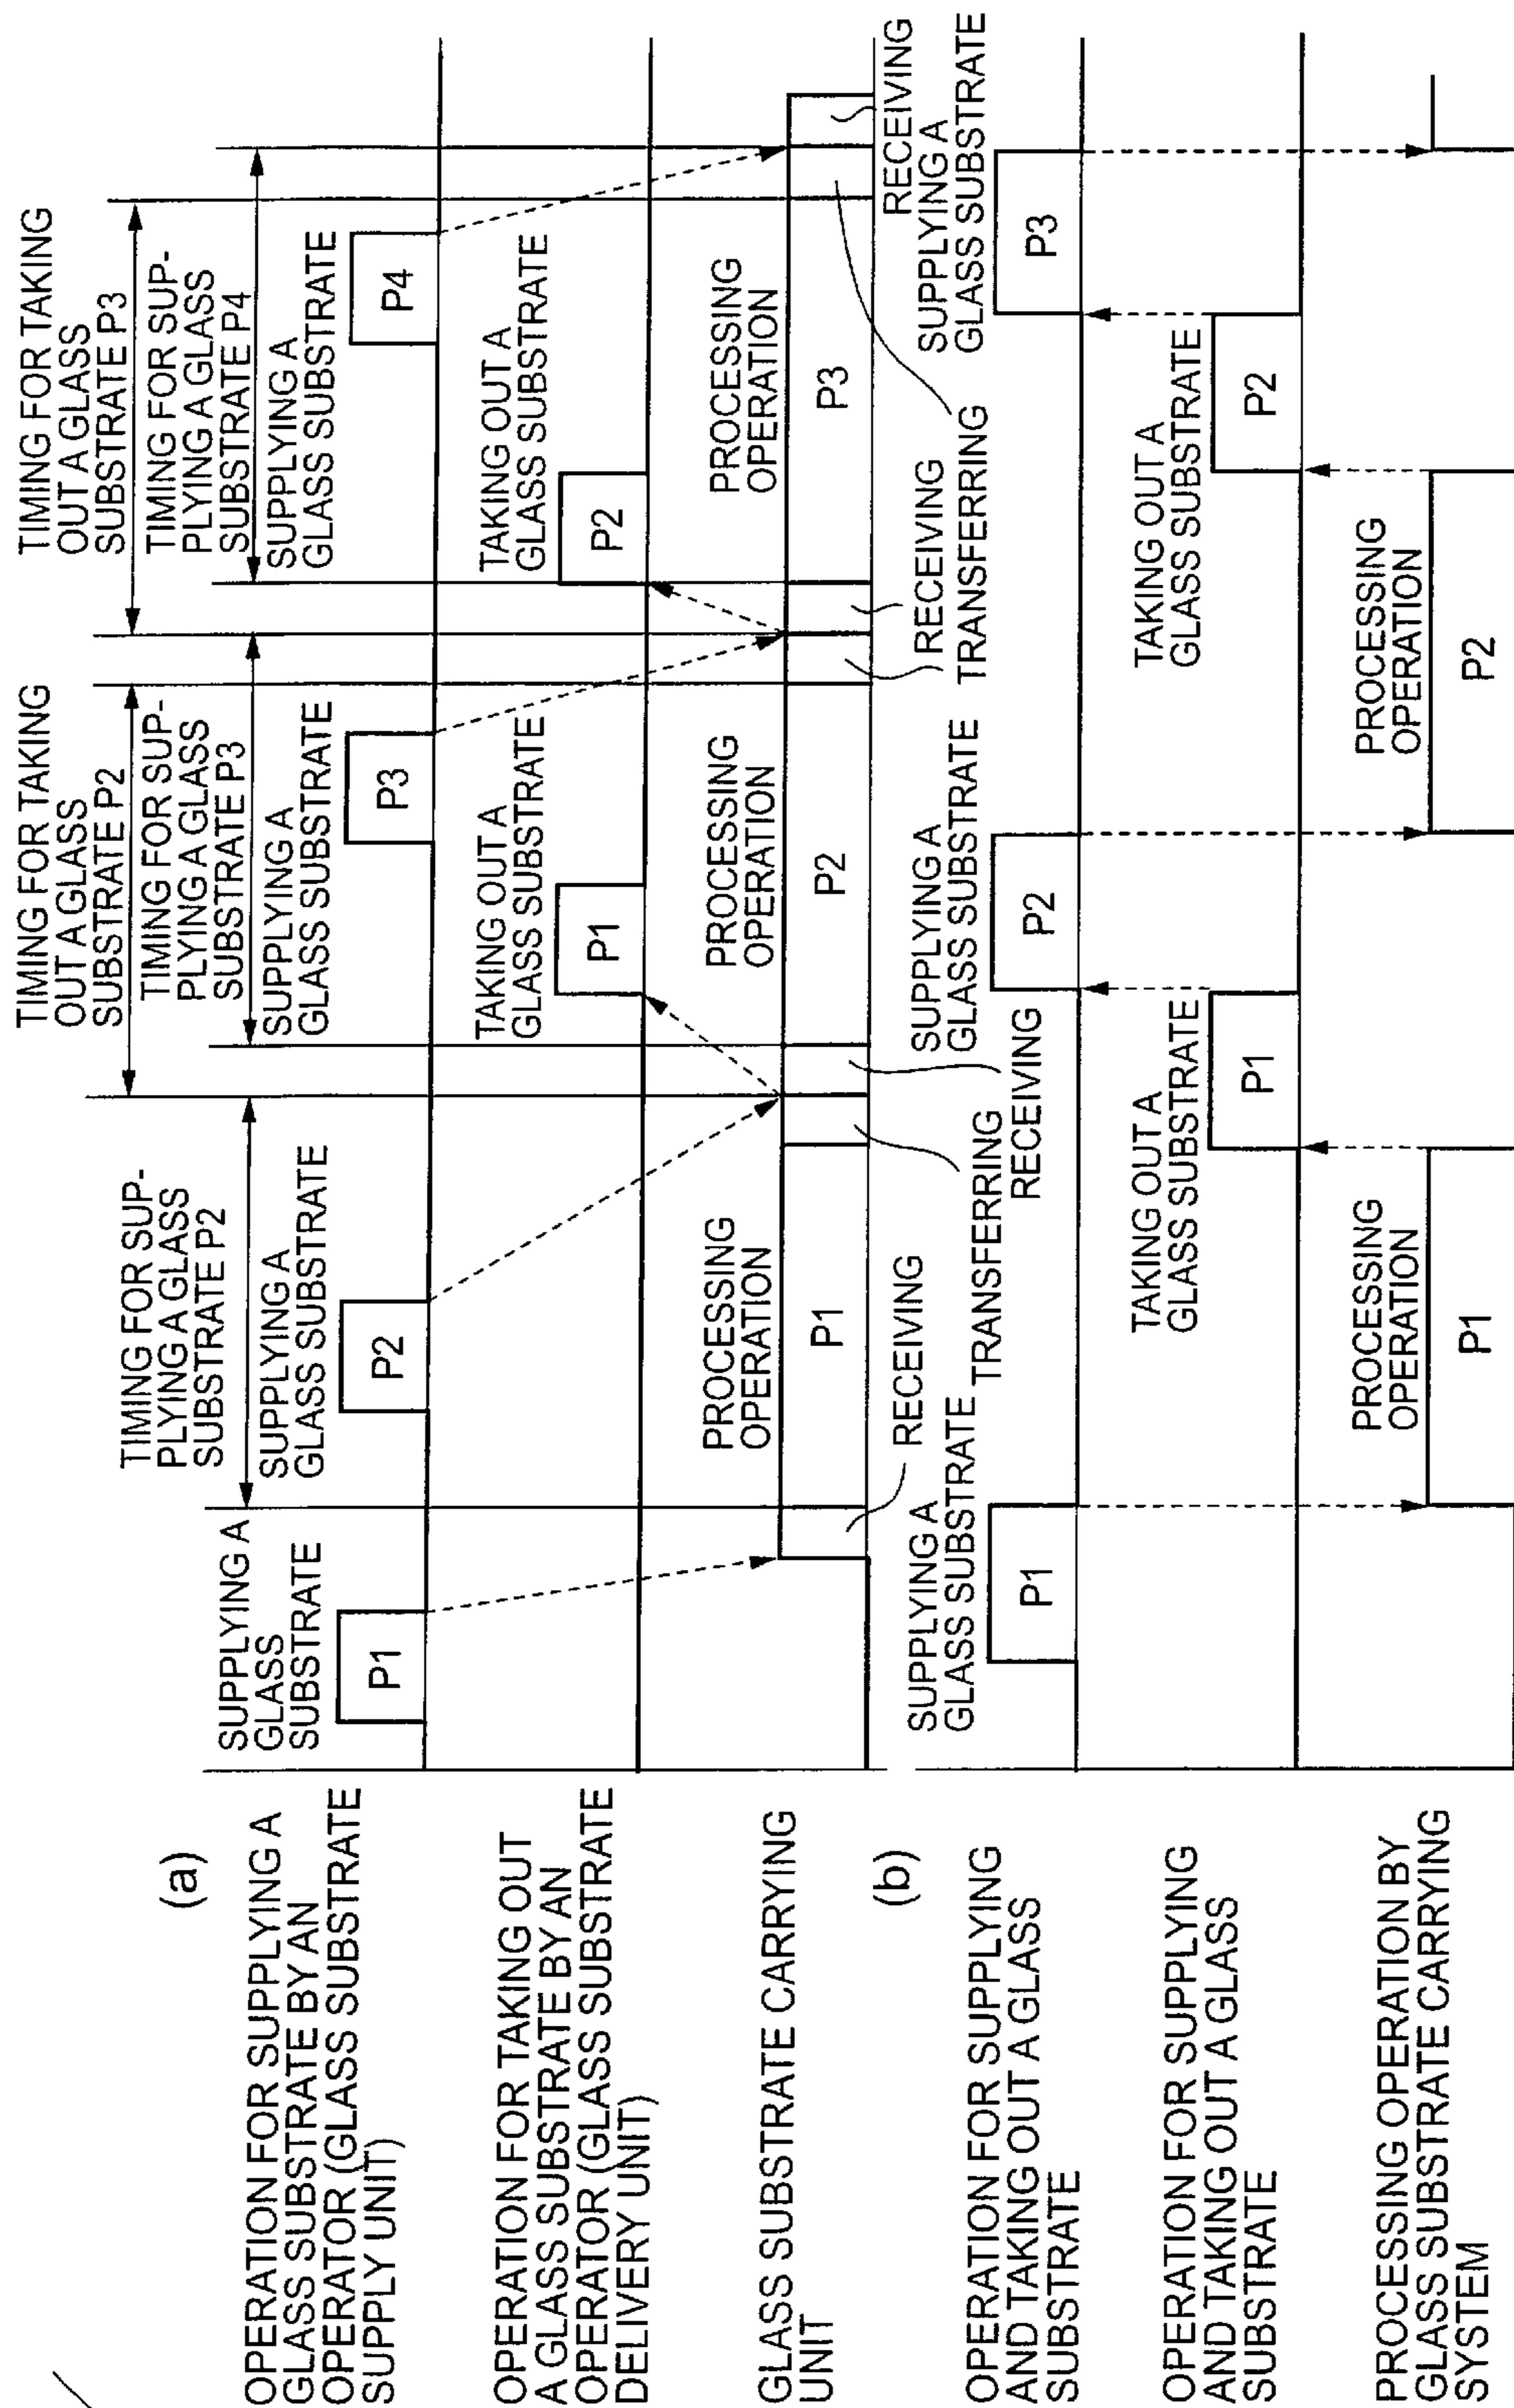 (a)
TIMING FOR TAKING
OUT A GLASS
SUBSTRATE P2
TIMING FOR TAKING
OUT A GLASS
SUBSTRATE P3
TIMING FOR SUP-
PLYING A GLASS
SUBSTRATE P2
TIMING FOR SUP-
PLYING A GLASS
SUBSTRATE P3
TIMING FOR SUP-
PLYING A GLASS
SUBSTRATE P4
OPERATION FOR SUPPLYING A
GLASS SUBSTRATE BY AN
OPERATOR (GLASS SUBSTRATE
SUPPLY UNIT)
SUPPLYING A
GLASS
SUBSTRATE
P1
SUPPLYING A
GLASS SUBSTRATE
P2
SUPPLYING A
GLASS SUBSTRATE
P3
SUPPLYING A
GLASS SUBSTRATE
P4
OPERATION FOR TAKING OUT
A GLASS SUBSTRATE BY AN
OPERATOR (GLASS SUBSTRATE
DELIVERY UNIT)
TAKING OUT A
GLASS SUBSTRATE
P1
TAKING OUT A
GLASS SUBSTRATE
P2
GLASS SUBSTRATE CARRYING
UNIT
PROCESSING
OPERATION
P1
PROCESSING
OPERATION
P2
PROCESSING
OPERATION
P3
RECEIVING
TRANSFERRING
RECEIVING
RECEIVING
TRANSFERRING
RECEIVING
(b)
OPERATION FOR SUPPLYING
AND TAKING OUT A GLASS
SUBSTRATE
SUPPLYING A
GLASS SUBSTRATE
P1
SUPPLYING A
GLASS SUBSTRATE
P2
SUPPLYING A
GLASS SUBSTRATE
P3
OPERATION FOR SUPPLYING
AND TAKING OUT A GLASS
SUBSTRATE
TAKING OUT A
GLASS SUBSTRATE
P1
TAKING OUT A
GLASS SUBSTRATE
P2
PROCESSING OPERATION BY
GLASS SUBSTRATE CARRYING
SYSTEM
PROCESSING
OPERATION
P1
PROCESSING
OPERATION
P2